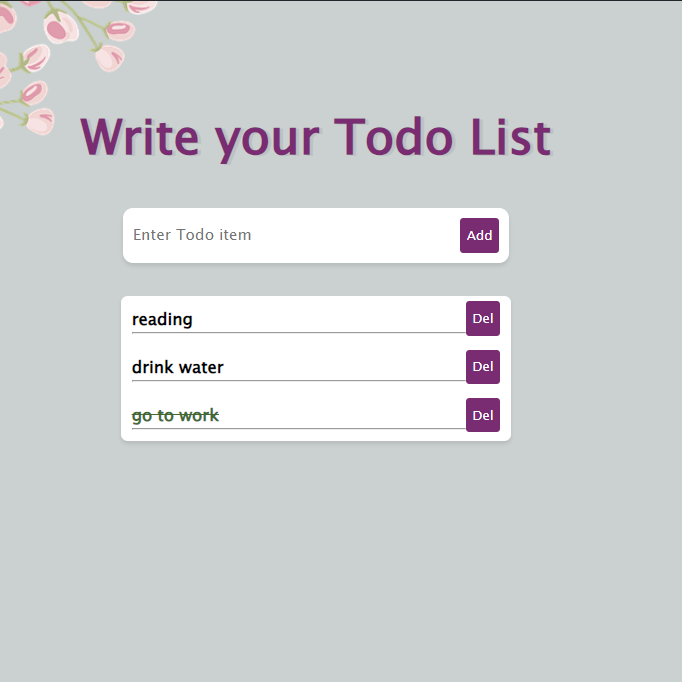 Write your Todo List
Enter Todo item
Add
reading
Del
drink water
Del
go to work
Del